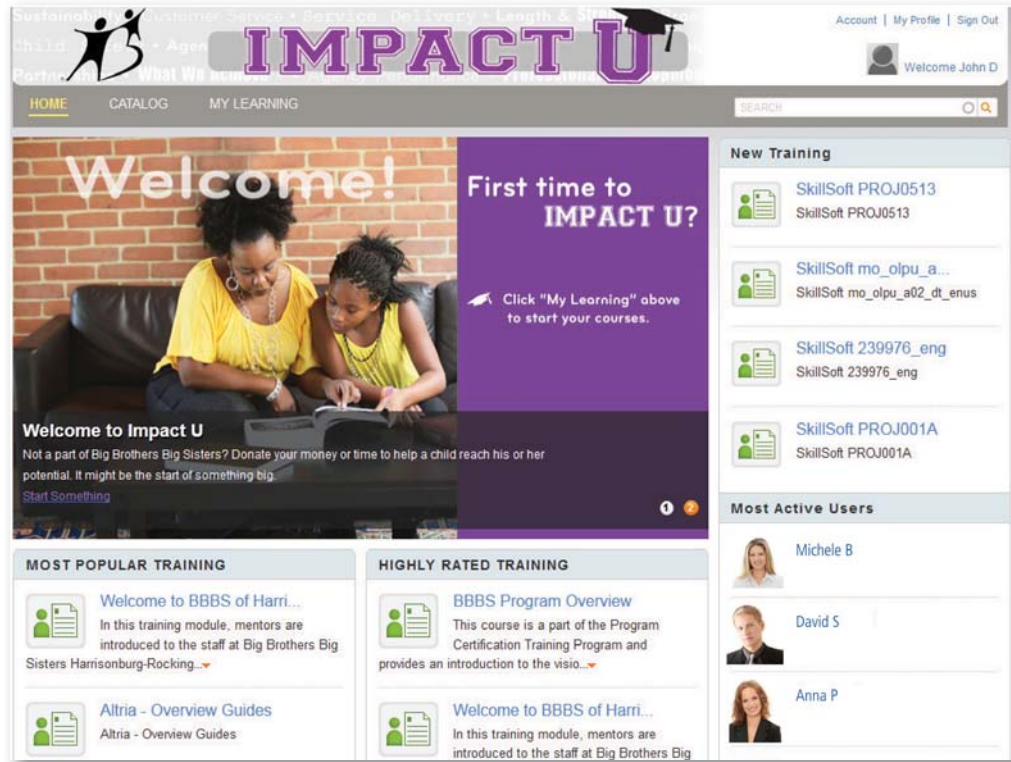 Sustainability • Customer Service • Service Delivery • Length & Strength
Child Safety • Agen
IMPACT U
Account | My Profile | Sign Out
Welcome John D
HOME
CATALOG
MY LEARNING
SEARCH
Welcome!
First time to
IMPACT U?
Click "My Learning" above
to start your courses.
Welcome to Impact U
Not a part of Big Brothers Big Sisters? Donate your money or time to help a child reach his or her
potential. It might be the start of something big.
Start Something
1 2
MOST POPULAR TRAINING
Welcome to BBBS of Harri...
In this training module, mentors are
introduced to the staff at Big Brothers Big
Sisters Harrisonburg-Rocking...
Altria - Overview Guides
Altria - Overview Guides
HIGHLY RATED TRAINING
BBBS Program Overview
This course is a part of the Program
Certification Training Program and
provides an introduction to the visio...
Welcome to BBBS of Harri...
In this training module, mentors are
introduced to the staff at Big Brothers Big
New Training
SkillSoft PROJ0513
SkillSoft PROJ0513
SkillSoft mo_olpu_a...
SkillSoft mo_olpu_a02_dt_enus
SkillSoft 239976_eng
SkillSoft 239976_eng
SkillSoft PROJ001A
SkillSoft PROJ001A
Most Active Users
Michele B
David S
Anna P